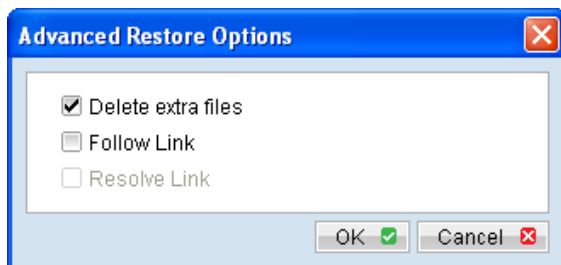 Advanced Restore Options
Delete extra files
Follow Link
Resolve Link
OK Cancel